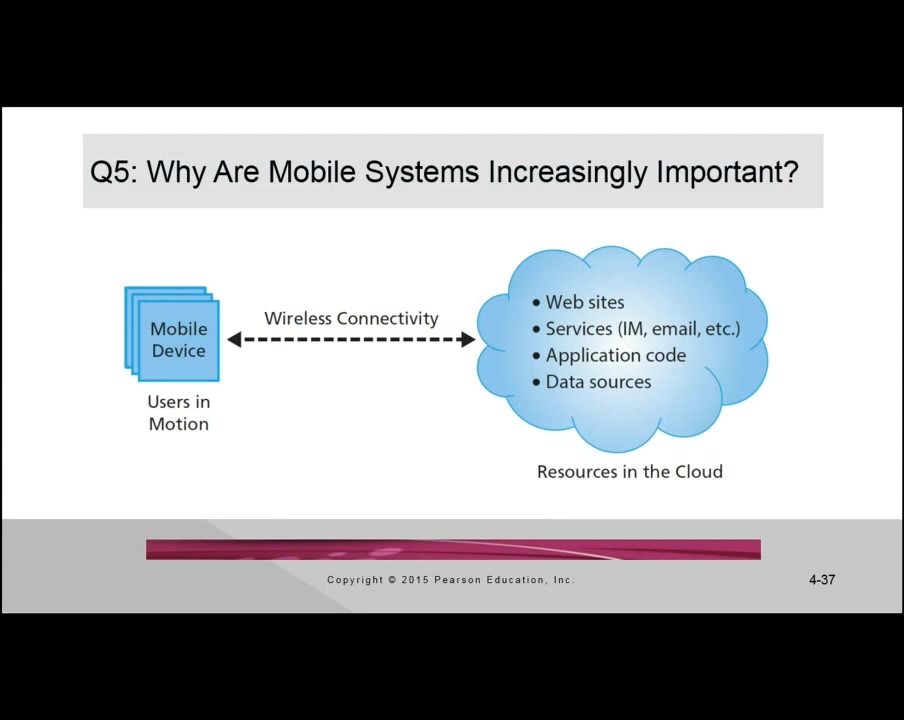 Q5: Why Are Mobile Systems Increasingly Important?
Mobile
Device
Users in
Motion
Wireless Connectivity
• Web sites
• Services (IM, email, etc.)
• Application code
• Data sources
Resources in the Cloud
Copyright © 2015 Pearson Education, Inc.
4-37